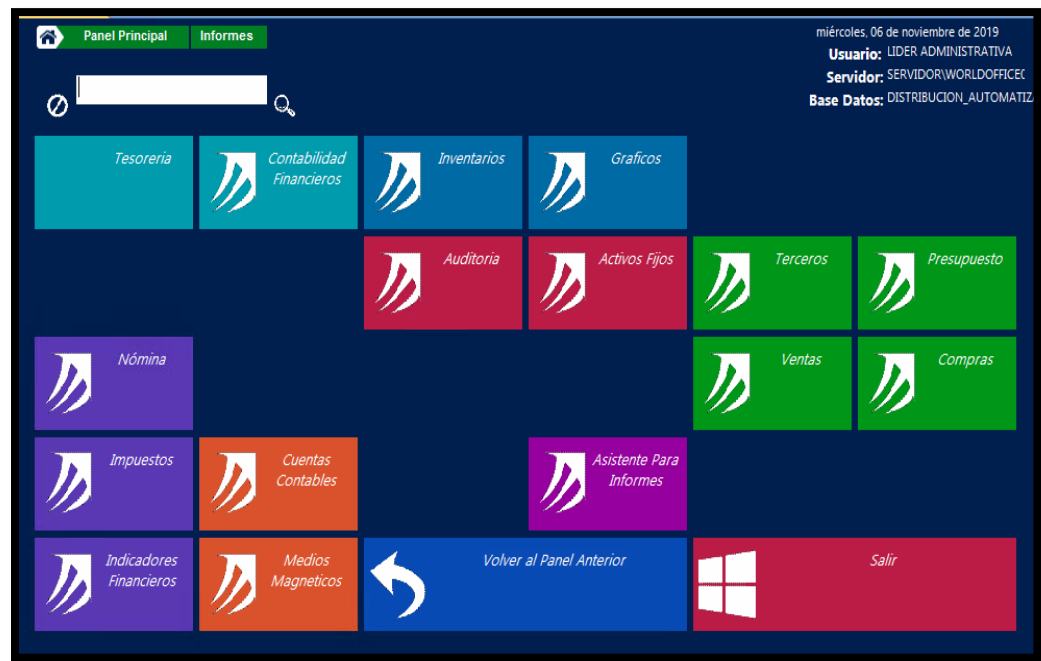 Panel Principal Informes
miércoles, 06 de noviembre de 2019
Usuario: LIDER ADMINISTRATIVA
Servidor: SERVIDOR\WORLDOFFICE
Base Datos: DISTRIBUCION_AUTOMATIZ
Tesoreria
Contabilidad
Financieros
Inventarios
Graficos
Auditoria
Activos Fijos
Terceros
Presupuesto
Nómina
Ventas
Compras
Impuestos
Cuentas
Contables
Asistente Para
Informes
Indicadores
Financieros
Medios
Magneticos
Volver al Panel Anterior
Salir